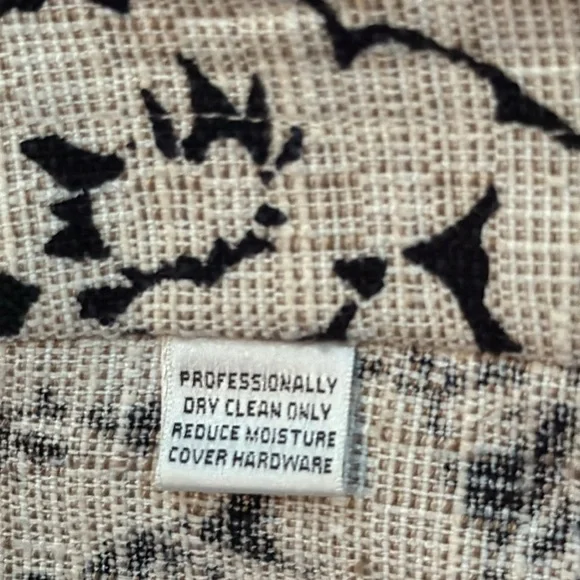 PROFESSIONALLY
DRY CLEAN ONLY
REDUCE MOISTURE
COVER HARDWARE